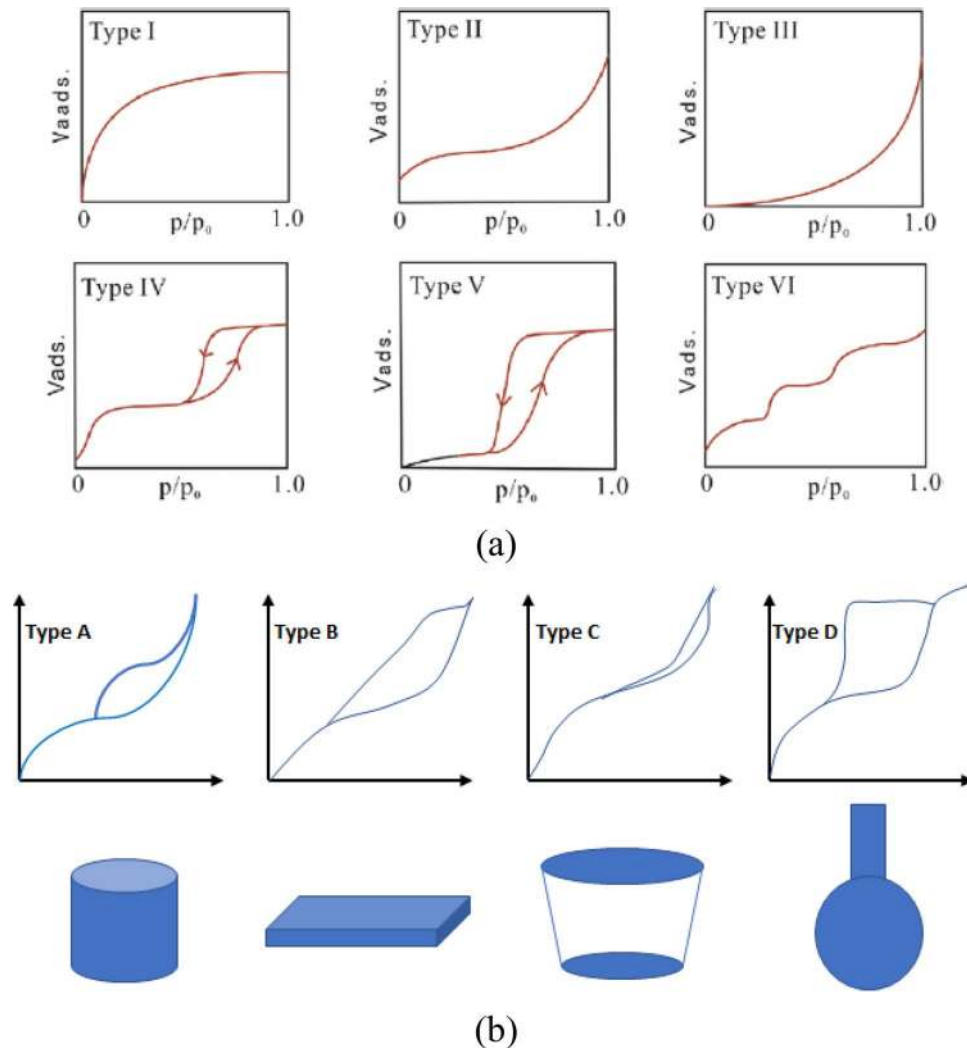 Type I
Vaads.
0
p/p₀
1.0
Type II
Vads.
0
p/p₀
1.0
Type III
Vads.
0
p/p₀
1.0
Type IV
Vads.
0
p/p₀
1.0
Type V
Vads.
0
p/p₀
1.0
Type VI
Vads.
0
p/p₀
1.0
(a)
Type A
Type B
Type C
Type D
(b)